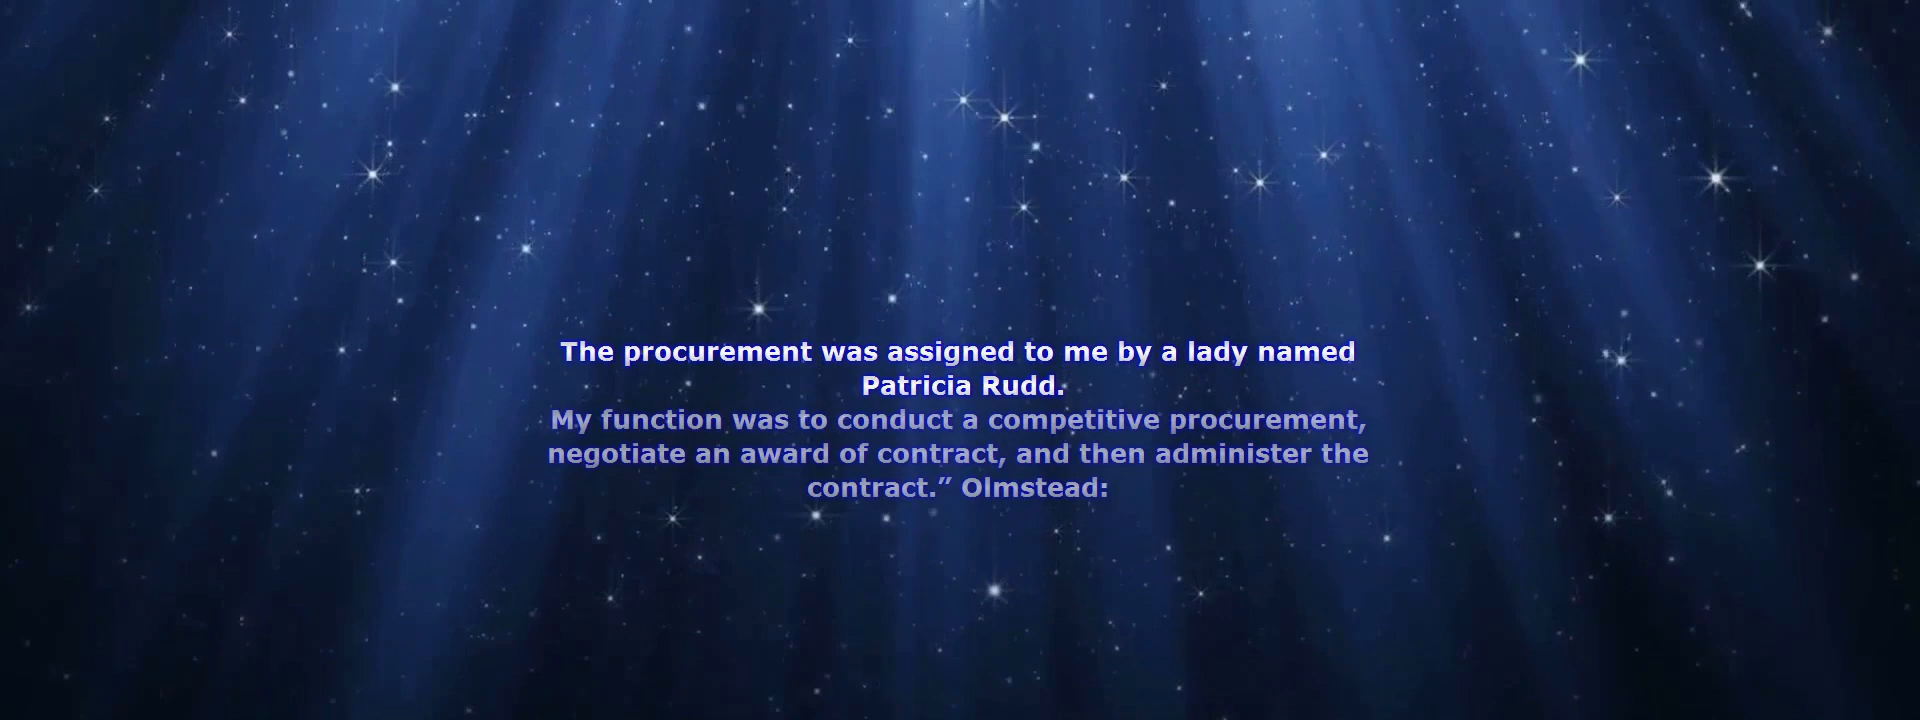 The procurement was assigned to me by a lady named
Patricia Rudd.
My function was to conduct a competitive procurement,
negotiate an award of contract, and then administer the
contract.” Olmstead: